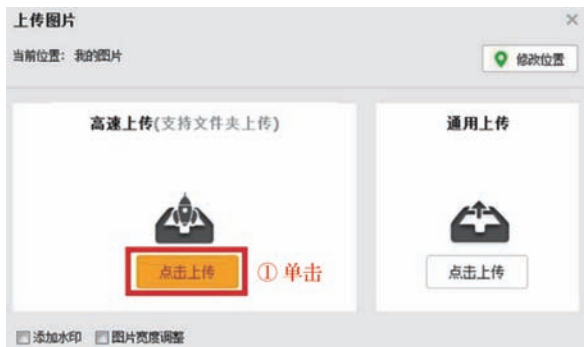 上传图片
当前位置：我的图片
修改位置
高速上传(支持文件夹上传)
通用上传
点击上传
① 单击
点击上传
添加水印 图片宽度调整